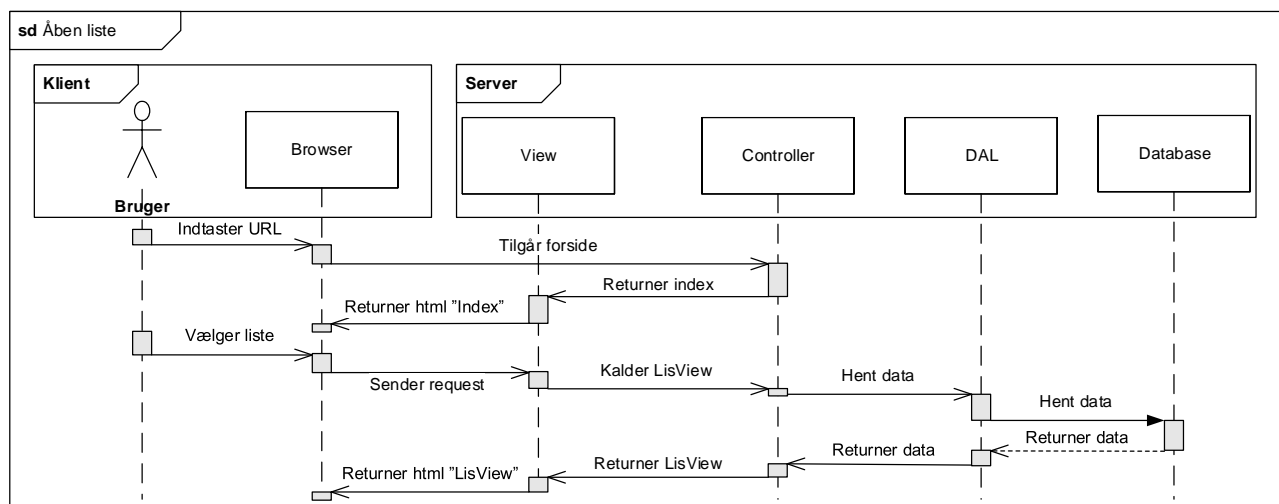 sd Åben liste
Klient
Server
Browser
View
Controller
DAL
Database
Bruger
Indtaster URL
Tilgår forside
Returner index
Returner html ”Index”
Vælger liste
Sender request
Kalder LisView
Hent data
Hent data
Returner data
Returner data
Returner LisView
Returner html ”LisView”